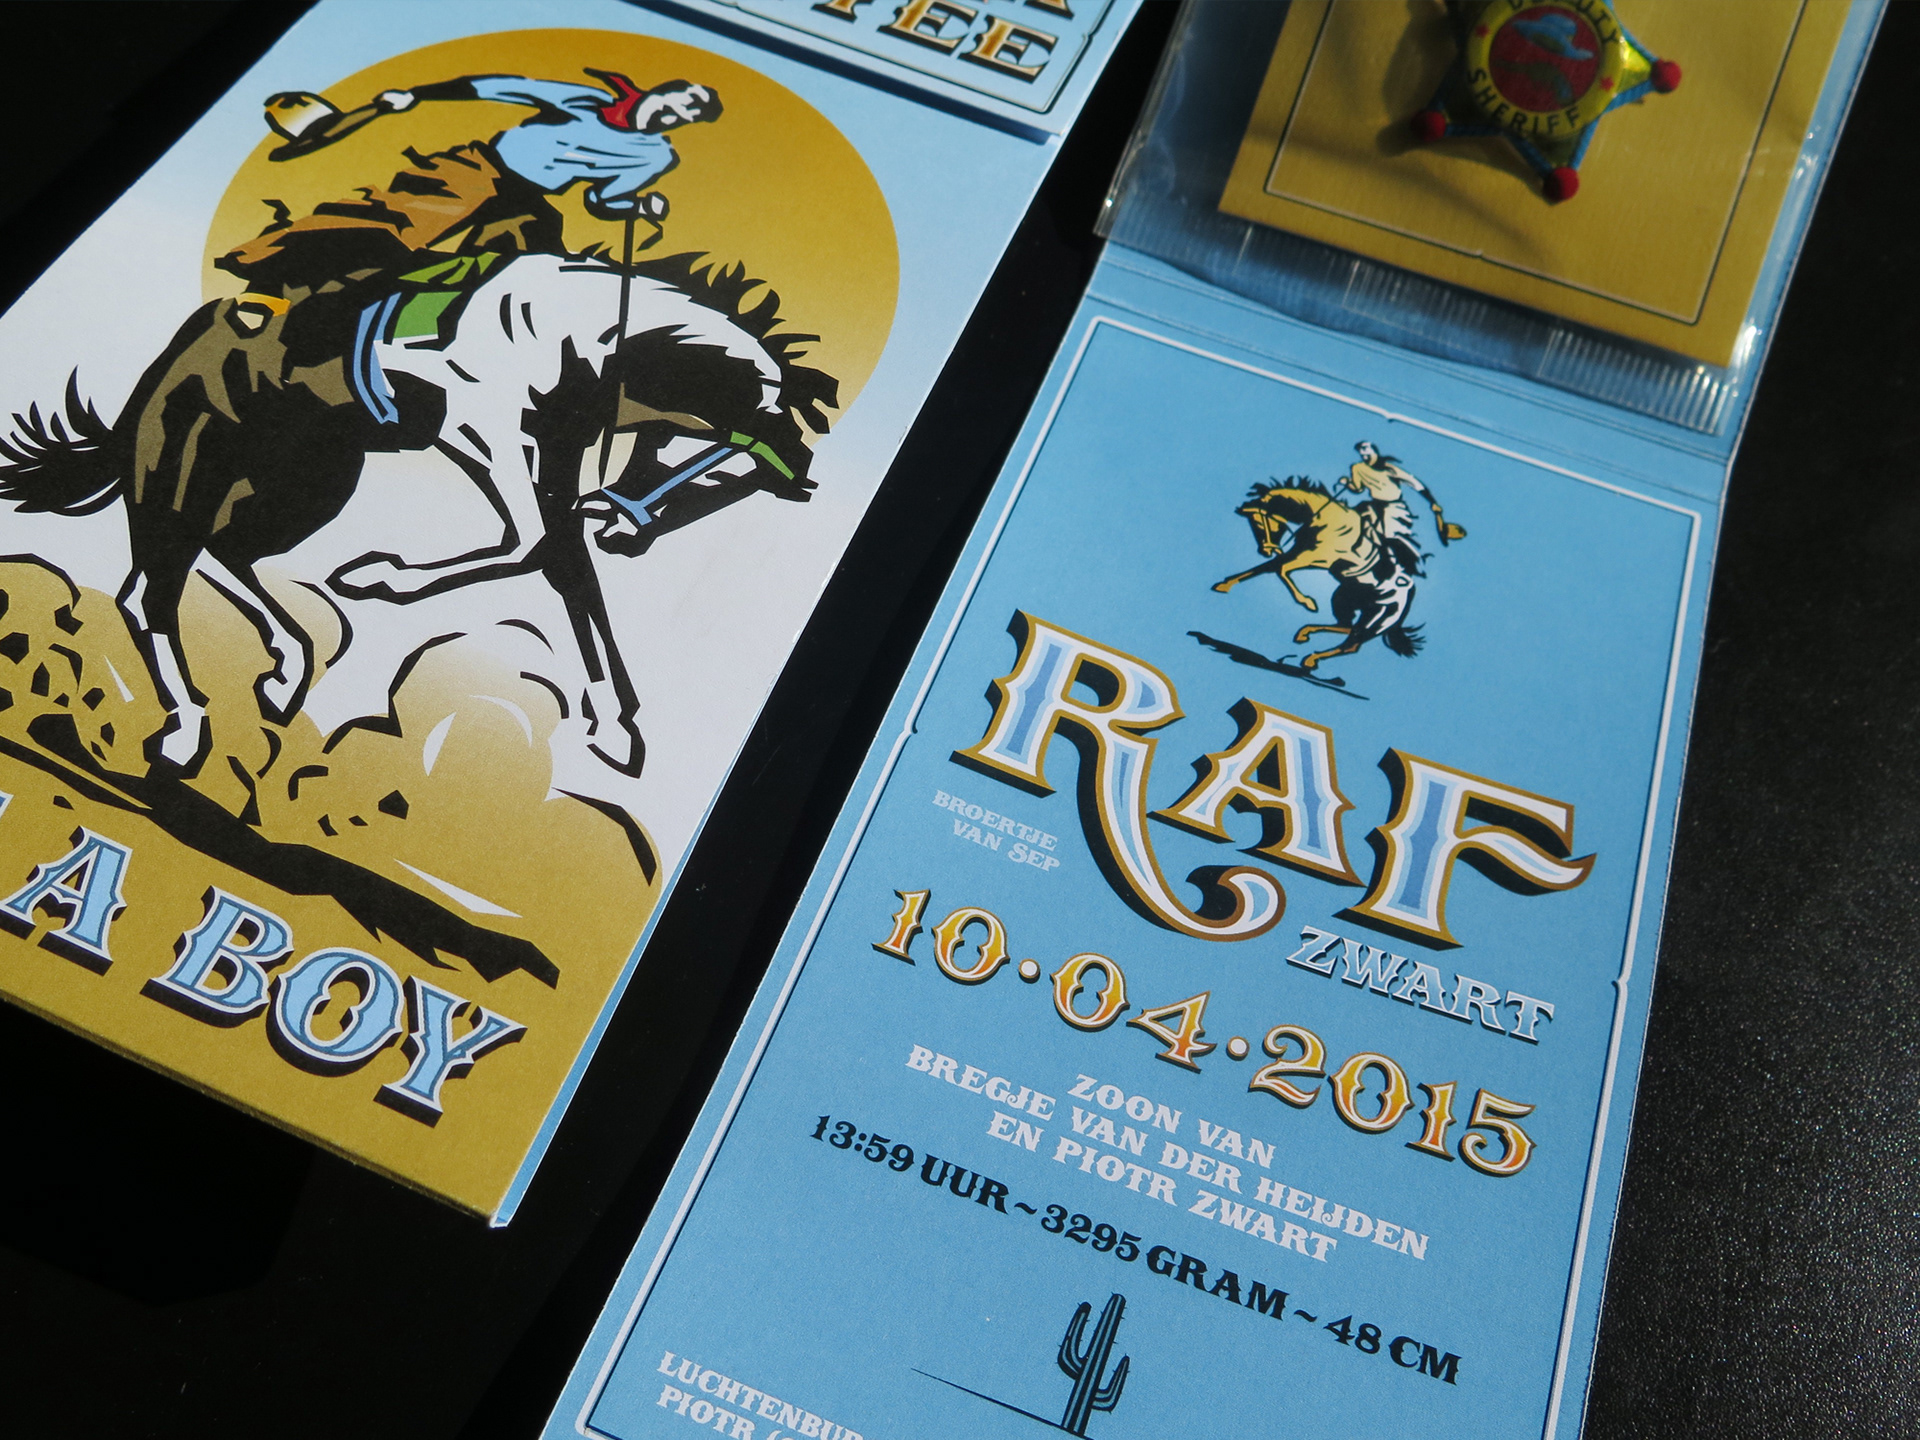 A BOY
DEPUTY
SHERIFF
RAF
ZWART
BROERTJE
VAN SEP
10·04·2015
ZOON VAN
BREGJE VAN DER HEIJDEN
EN PIOTR ZWART
13:59 UUR ~ 3295 GRAM ~ 48 CM
PIOTR